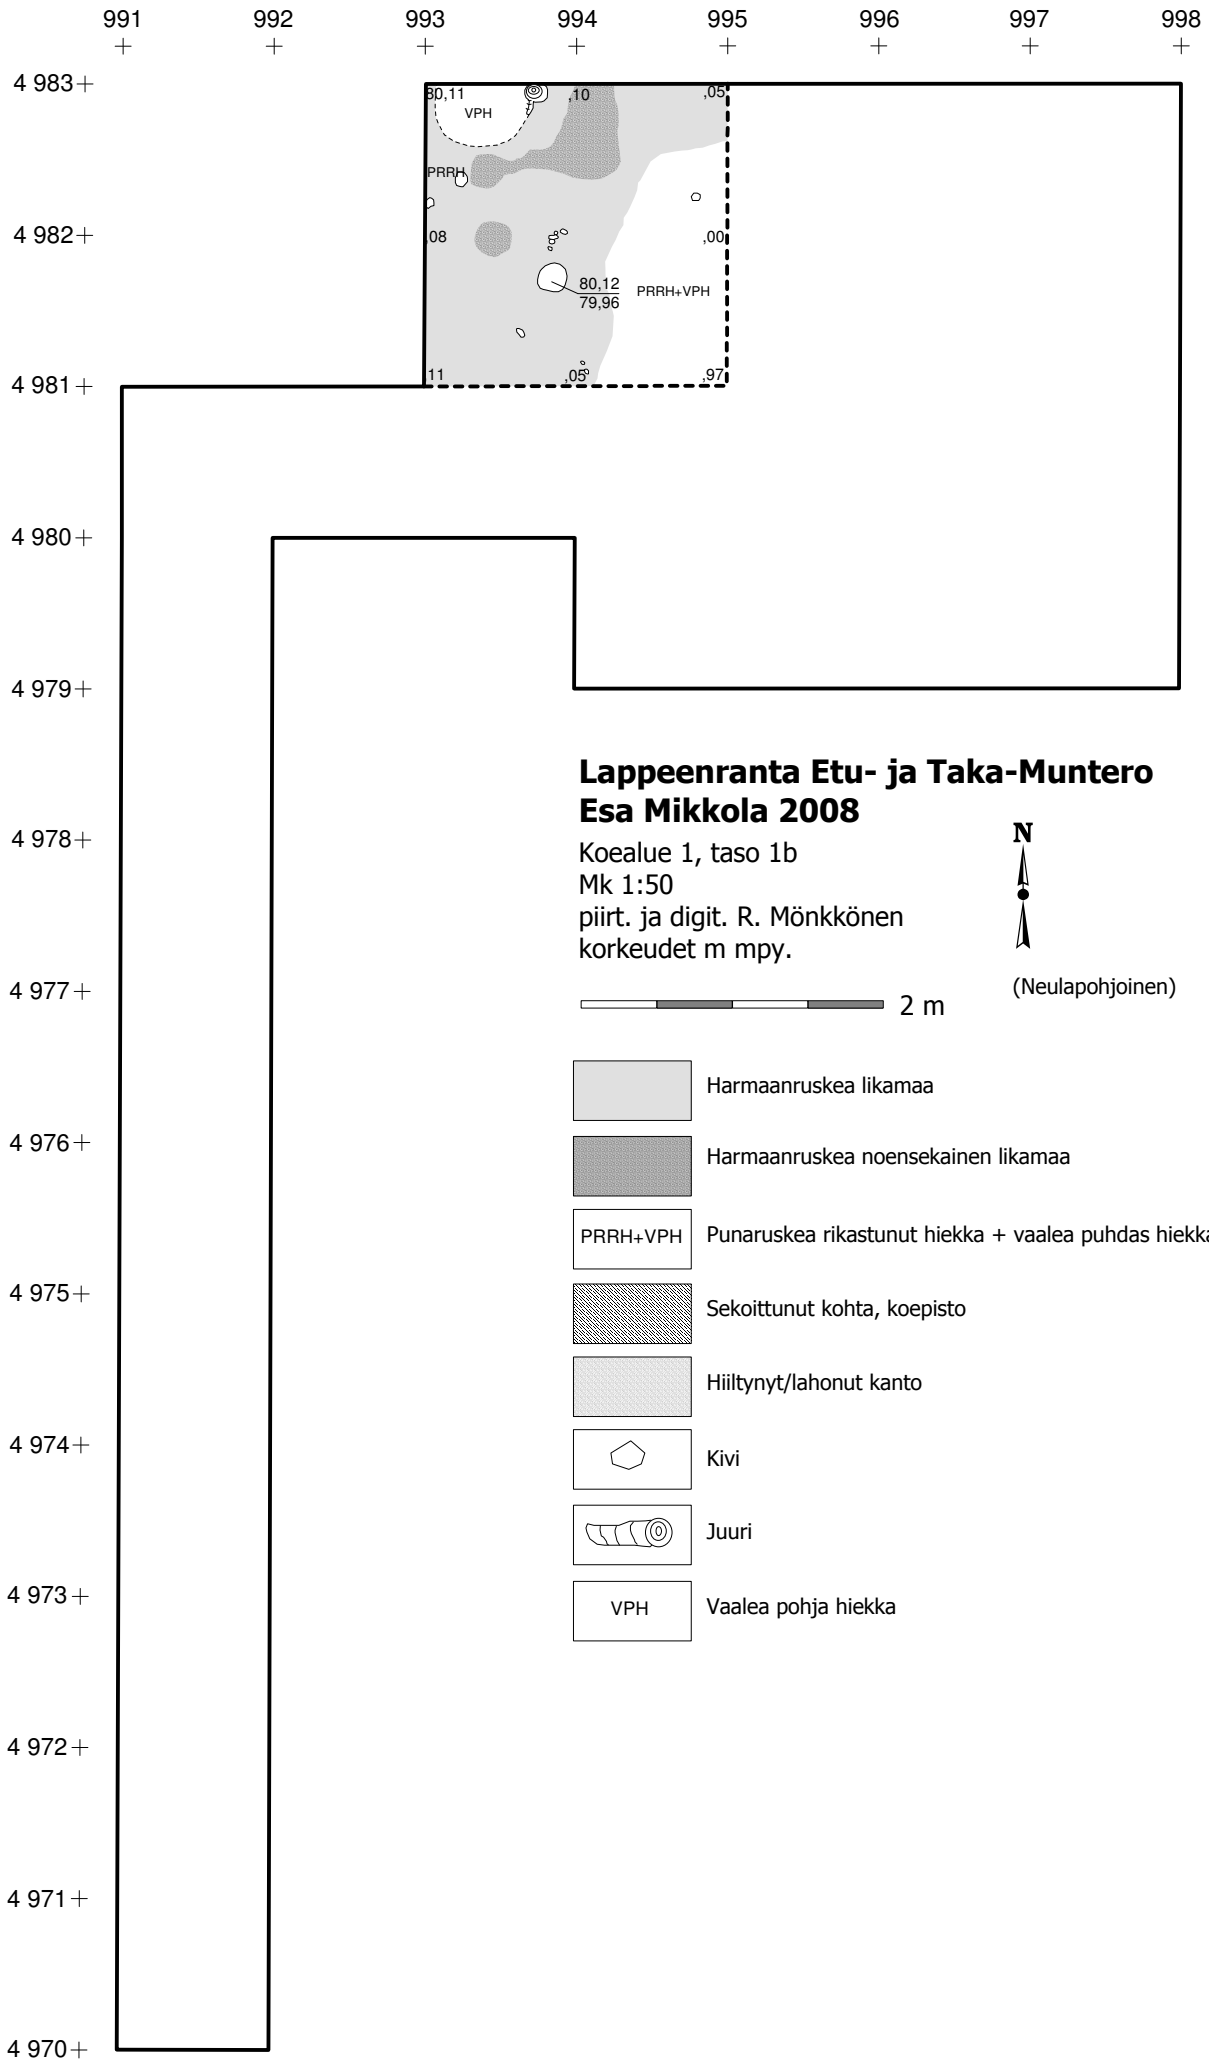 991 992 993 994 995 996 997 998
4 983
80,11 ,10 ,05
VPH
PRRH
4 982
,08 ,00
80,12
79,96
PRRH+VPH
4 981
11 ,05 ,97
4 980
4 979
Lappeenranta Etu- ja Taka-Muntero
Esa Mikkola 2008
4 978
Koealue 1, taso 1b
Mk 1:50
piirt. ja digit. R. Mönkkönen
korkeudet m mpy.
N
(Neulapohjoinen)
4 977
2 m
Harmaanruskea likamaa
4 976
Harmaanruskea noensekainen likamaa
PRRH+VPH Punaruskea rikastunut hiekka + vaalea puhdas hiekka
4 975
Sekoittunut kohta, koepisto
Hiiltynyt/lahonut kanto
4 974
Kivi
Juuri
4 973
VPH Vaalea pohja hiekka
4 972
4 971
4 970